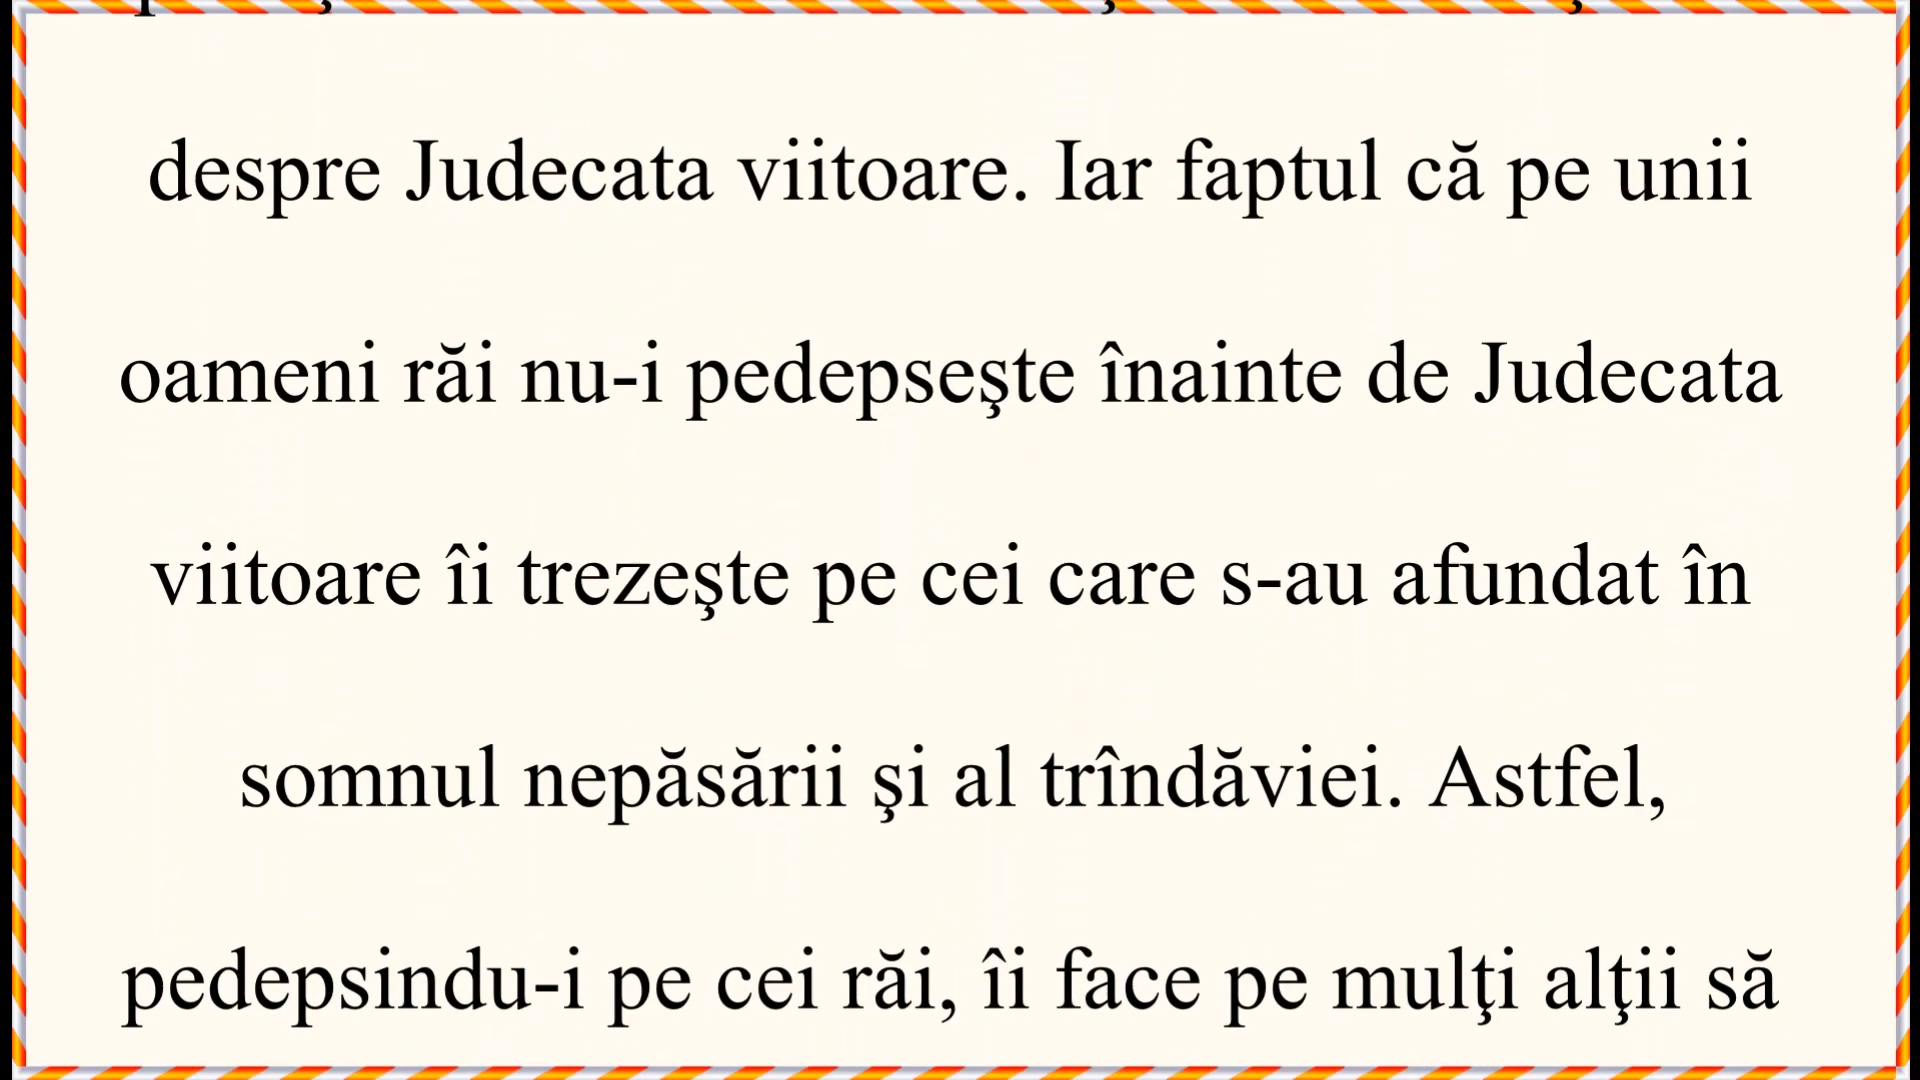 despre Judecata viitoare. Iar faptul că pe unii
oameni răi nu-i pedepseşte înainte de Judecata
viitoare îi trezeşte pe cei care s-au afundat în
somnul nepăsării şi al trîndăviei. Astfel,
pedepsindu-i pe cei răi, îi face pe mulţi alţii să